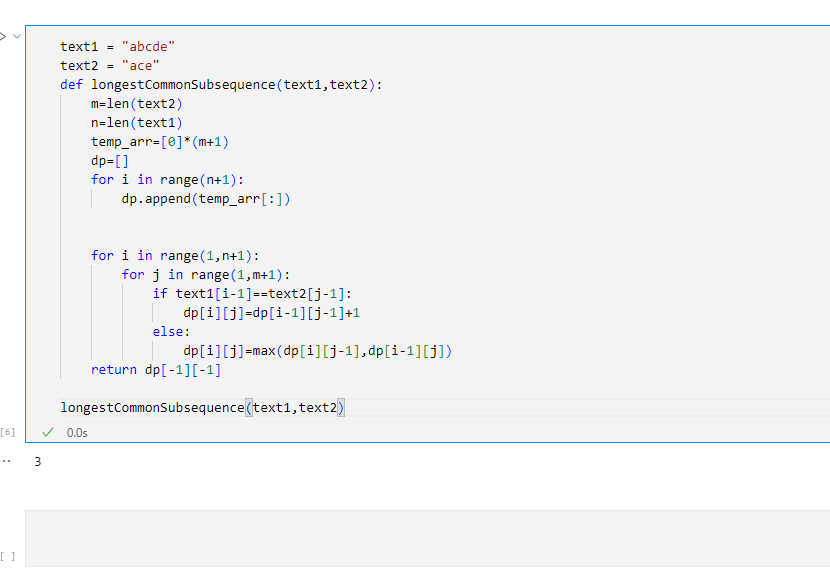 text1 = "abcde"
text2 = "ace"
def longestCommonSubsequence(text1,text2):
    m=len(text2)
    n=len(text1)
    temp_arr=[0]*(m+1)
    dp=[]
    for i in range(n+1):
        dp.append(temp_arr[:])
    for i in range(1,n+1):
        for j in range(1,m+1):
            if text1[i-1]==text2[j-1]:
                dp[i][j]=dp[i-1][j-1]+1
            else:
                dp[i][j]=max(dp[i][j-1],dp[i-1][j])
    return dp[-1][-1]
longestCommonSubsequence(text1,text2)
[6] ✓ 0.0s
3
[ ]